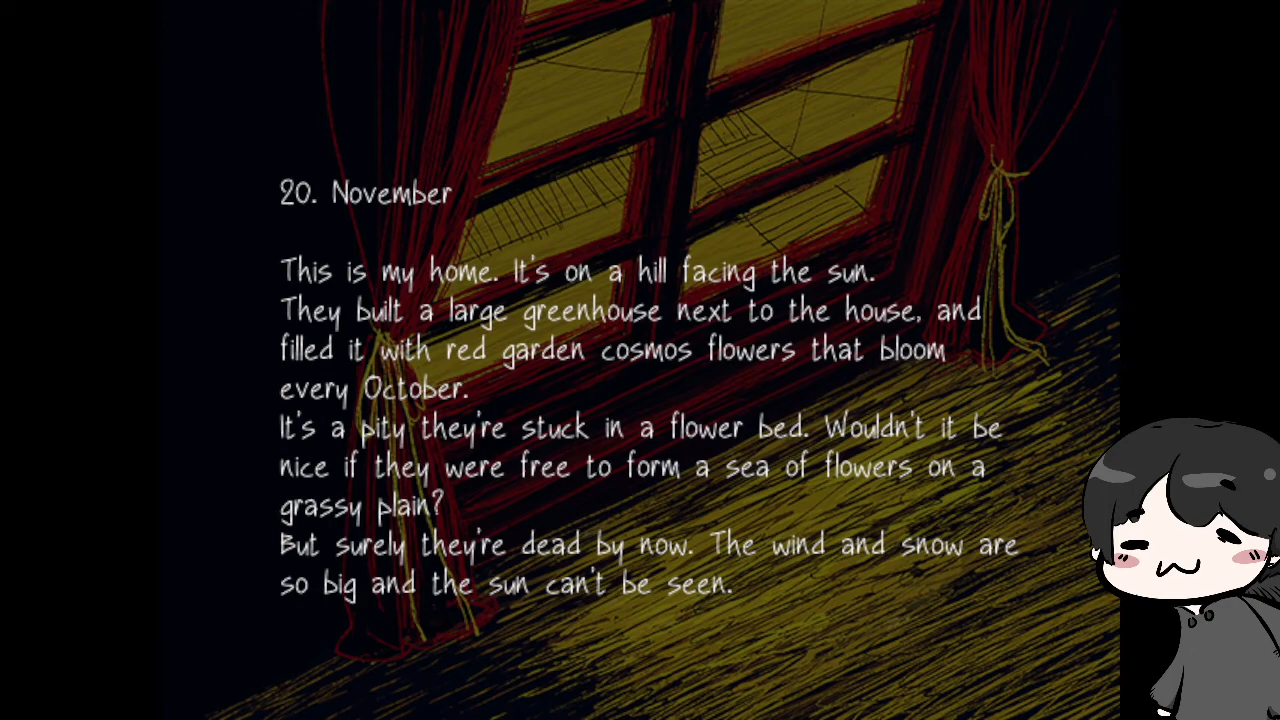 20. November
This is my home. It's on a hill facing the sun.
They built a large greenhouse next to the house, and
filled it with red garden cosmos flowers that bloom
every October.
It's a pity they're stuck in a flower bed. Wouldn't it be
nice if they were free to form a sea of flowers on a
grassy plain?
But surely they're dead by now. The wind and snow are
so big and the sun can't be seen.